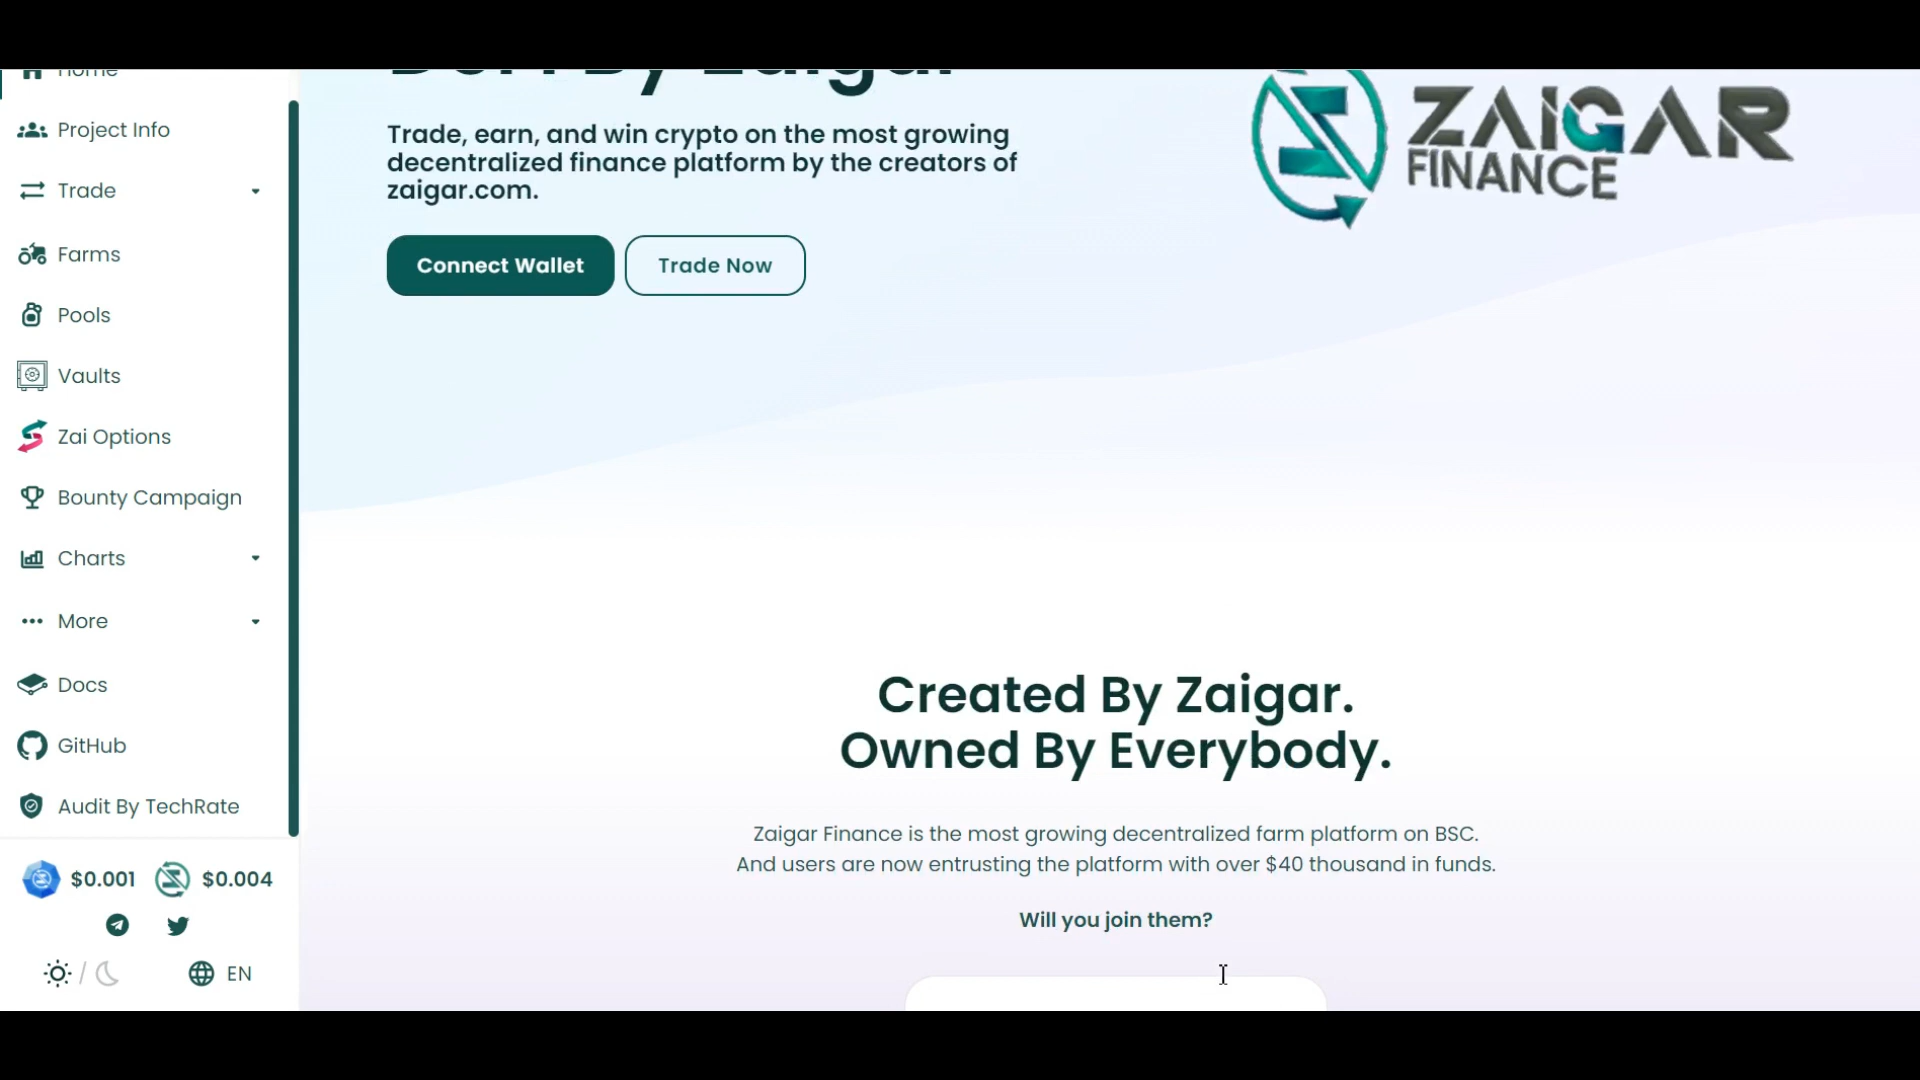 Home
Project Info
Trade
Farms
Pools
Vaults
Zai Options
Bounty Campaign
Charts
More
Docs
GitHub
Audit By TechRate
$0.001 $0.004
EN
DeFi By Zaigar
Trade, earn, and win crypto on the most growing
decentralized finance platform by the creators of
zaigar.com.
Connect Wallet
Trade Now
ZAIGAR
FINANCE
Created By Zaigar.
Owned By Everybody.
Zaigar Finance is the most growing decentralized farm platform on BSC.
And users are now entrusting the platform with over $40 thousand in funds.
Will you join them?